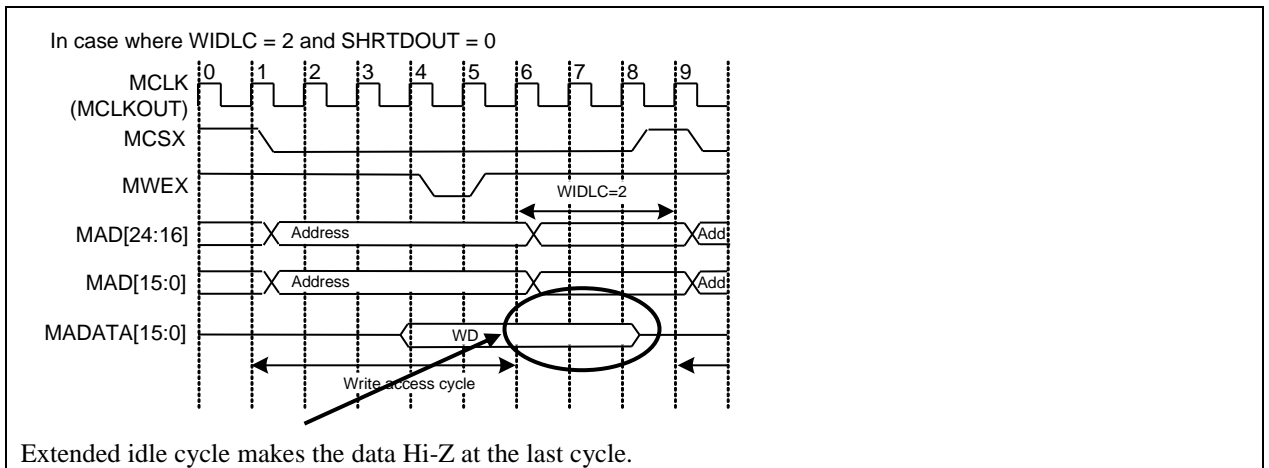 In case where WIDLC = 2 and SHRTDOUT = 0
0 1 2 3 4 5 6 7 8 9
MCLK
(MCLKOUT)
MCSX
MWEX
WIDLC=2
MAD[24:16] Address Add
MAD[15:0] Address Add
MADATA[15:0] WD
Write access cycle
Extended idle cycle makes the data Hi-Z at the last cycle.